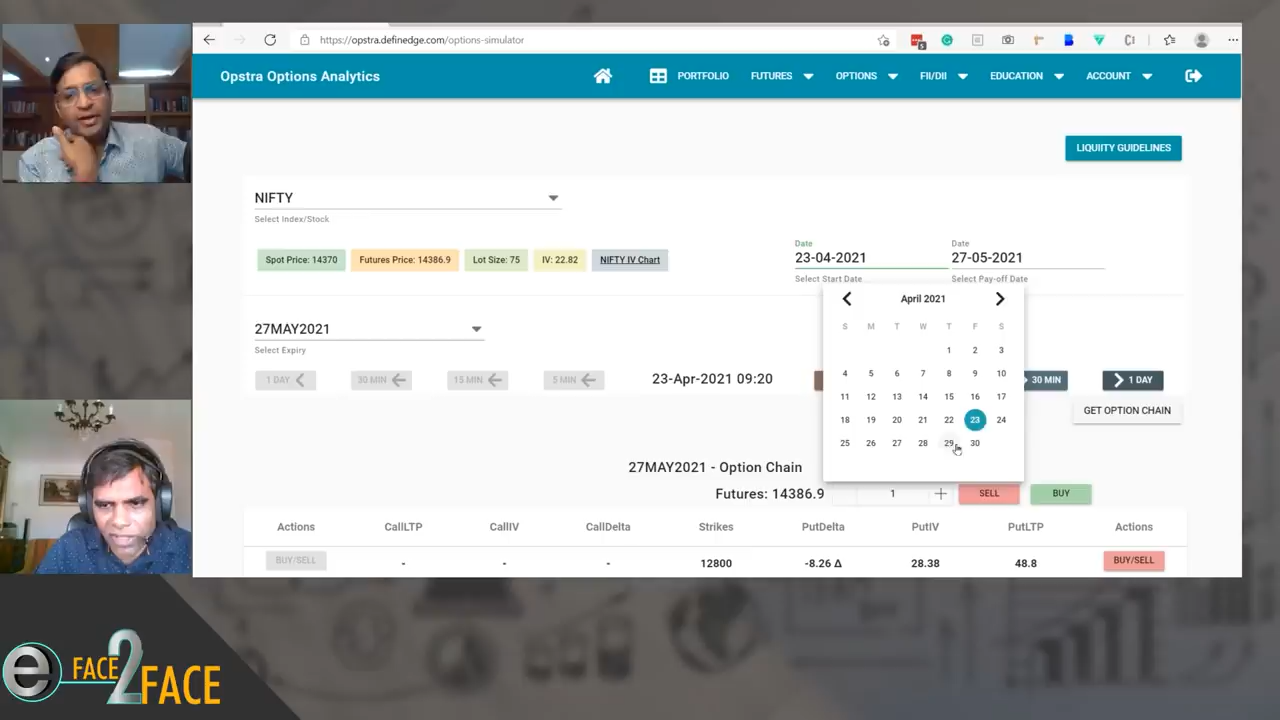 https://opstra.definedge.com/options-simulator
5
Opstra Options Analytics
PORTFOLIO FUTURES OPTIONS FII/DII EDUCATION ACCOUNT
LIQUIITY GUIDELINES
NIFTY
Select Index/Stock
Spot Price: 14370 Futures Price: 14386.9 Lot Size: 75 IV: 22.82 NIFTY IV Chart
Date Date
23-04-2021 27-05-2021
Select Start Date Select Pay-off Date
April 2021
S M T W T F S
1 2 3
4 5 6 7 8 9 10
11 12 13 14 15 16 17
18 19 20 21 22 23 24
25 26 27 28 29 30
27MAY2021
Select Expiry
1 DAY 30 MIN 15 MIN 5 MIN 23-Apr-2021 09:20 30 MIN 1 DAY
GET OPTION CHAIN
27MAY2021 - Option Chain
Futures: 14386.9 1 + SELL BUY
Actions CallLTP CallIV CallDelta Strikes PutDelta PutIV PutLTP Actions
BUY/SELL - - - 12800 -8.26 Δ 28.38 48.8 BUY/SELL
e FACE 2 FACE